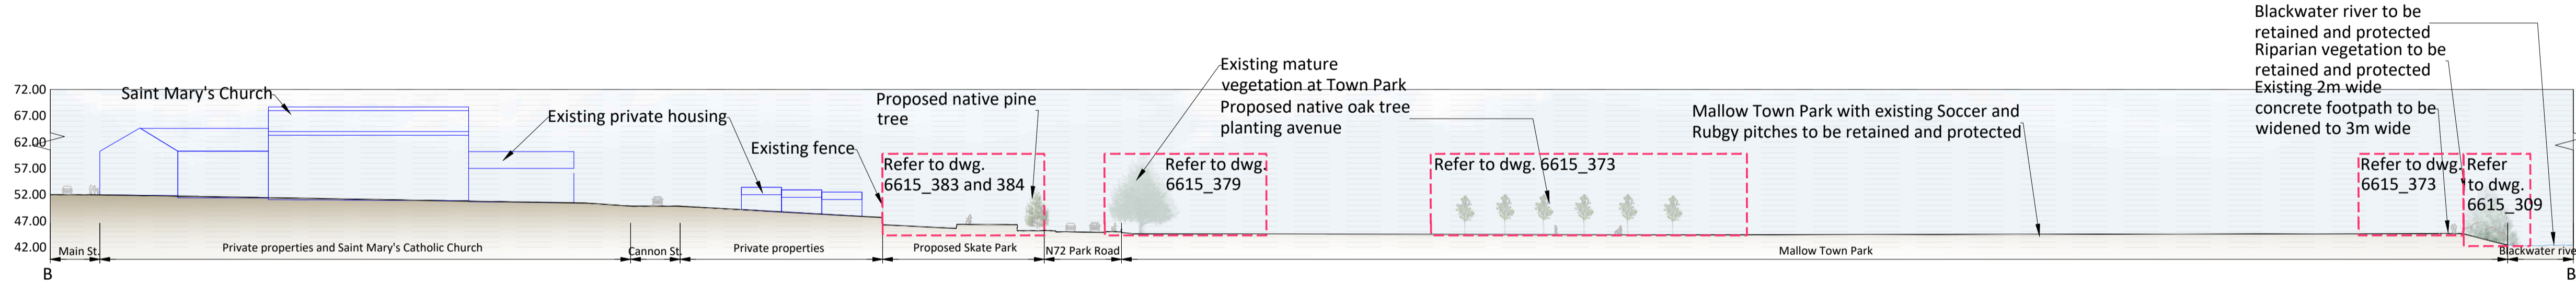 Blackwater river to be
retained and protected
Riparian vegetation to be
retained and protected
Existing 2m wide
concrete footpath to be
widened to 3m wide
Existing mature
vegetation at Town Park
Proposed native oak tree
planting avenue
Proposed native pine
tree
Mallow Town Park with existing Soccer and
Rubgy pitches to be retained and protected
Saint Mary's Church
Existing private housing
Existing fence
72.00
67.00
62.00
57.00
52.00
47.00
42.00
Refer to dwg.
6615_383 and 384
Refer to dwg.
6615_379
Refer to dwg. 6615_373
Refer to dwg.
6615_373
Refer
to dwg.
6615_309
Main St.
Private properties and Saint Mary's Catholic Church
Cannon St.
Private properties
Proposed Skate Park
N72 Park Road
Mallow Town Park
Blackwater rive
B
B